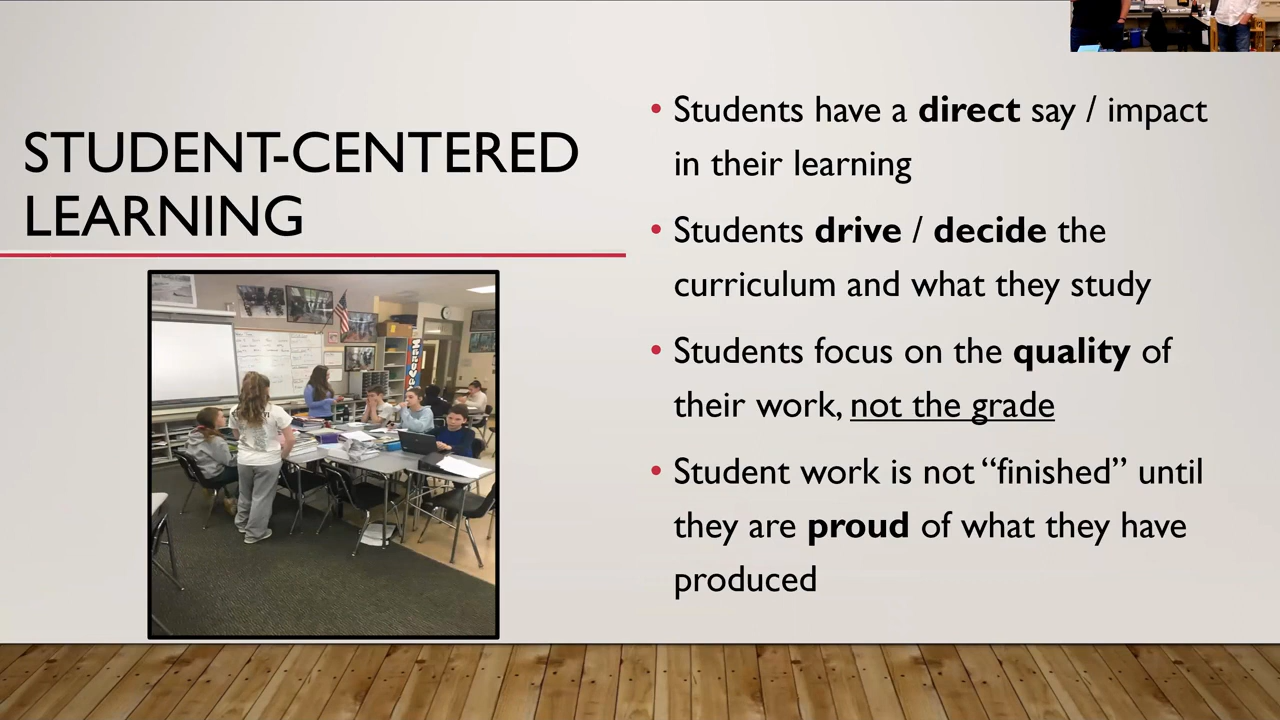 STUDENT-CENTERED
LEARNING
• Students have a direct say / impact
in their learning
• Students drive / decide the
curriculum and what they study
• Students focus on the quality of
their work, not the grade
• Student work is not “finished” until
they are proud of what they have
produced